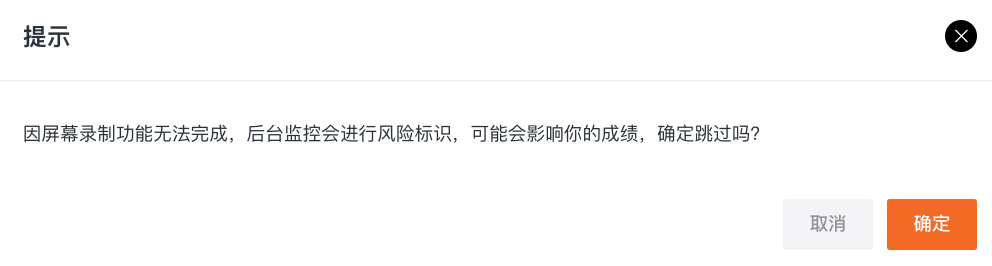 提示
因屏幕录制功能无法完成，后台监控会进行风险标识，可能会影响你的成绩，确定跳过吗？
取消
确定